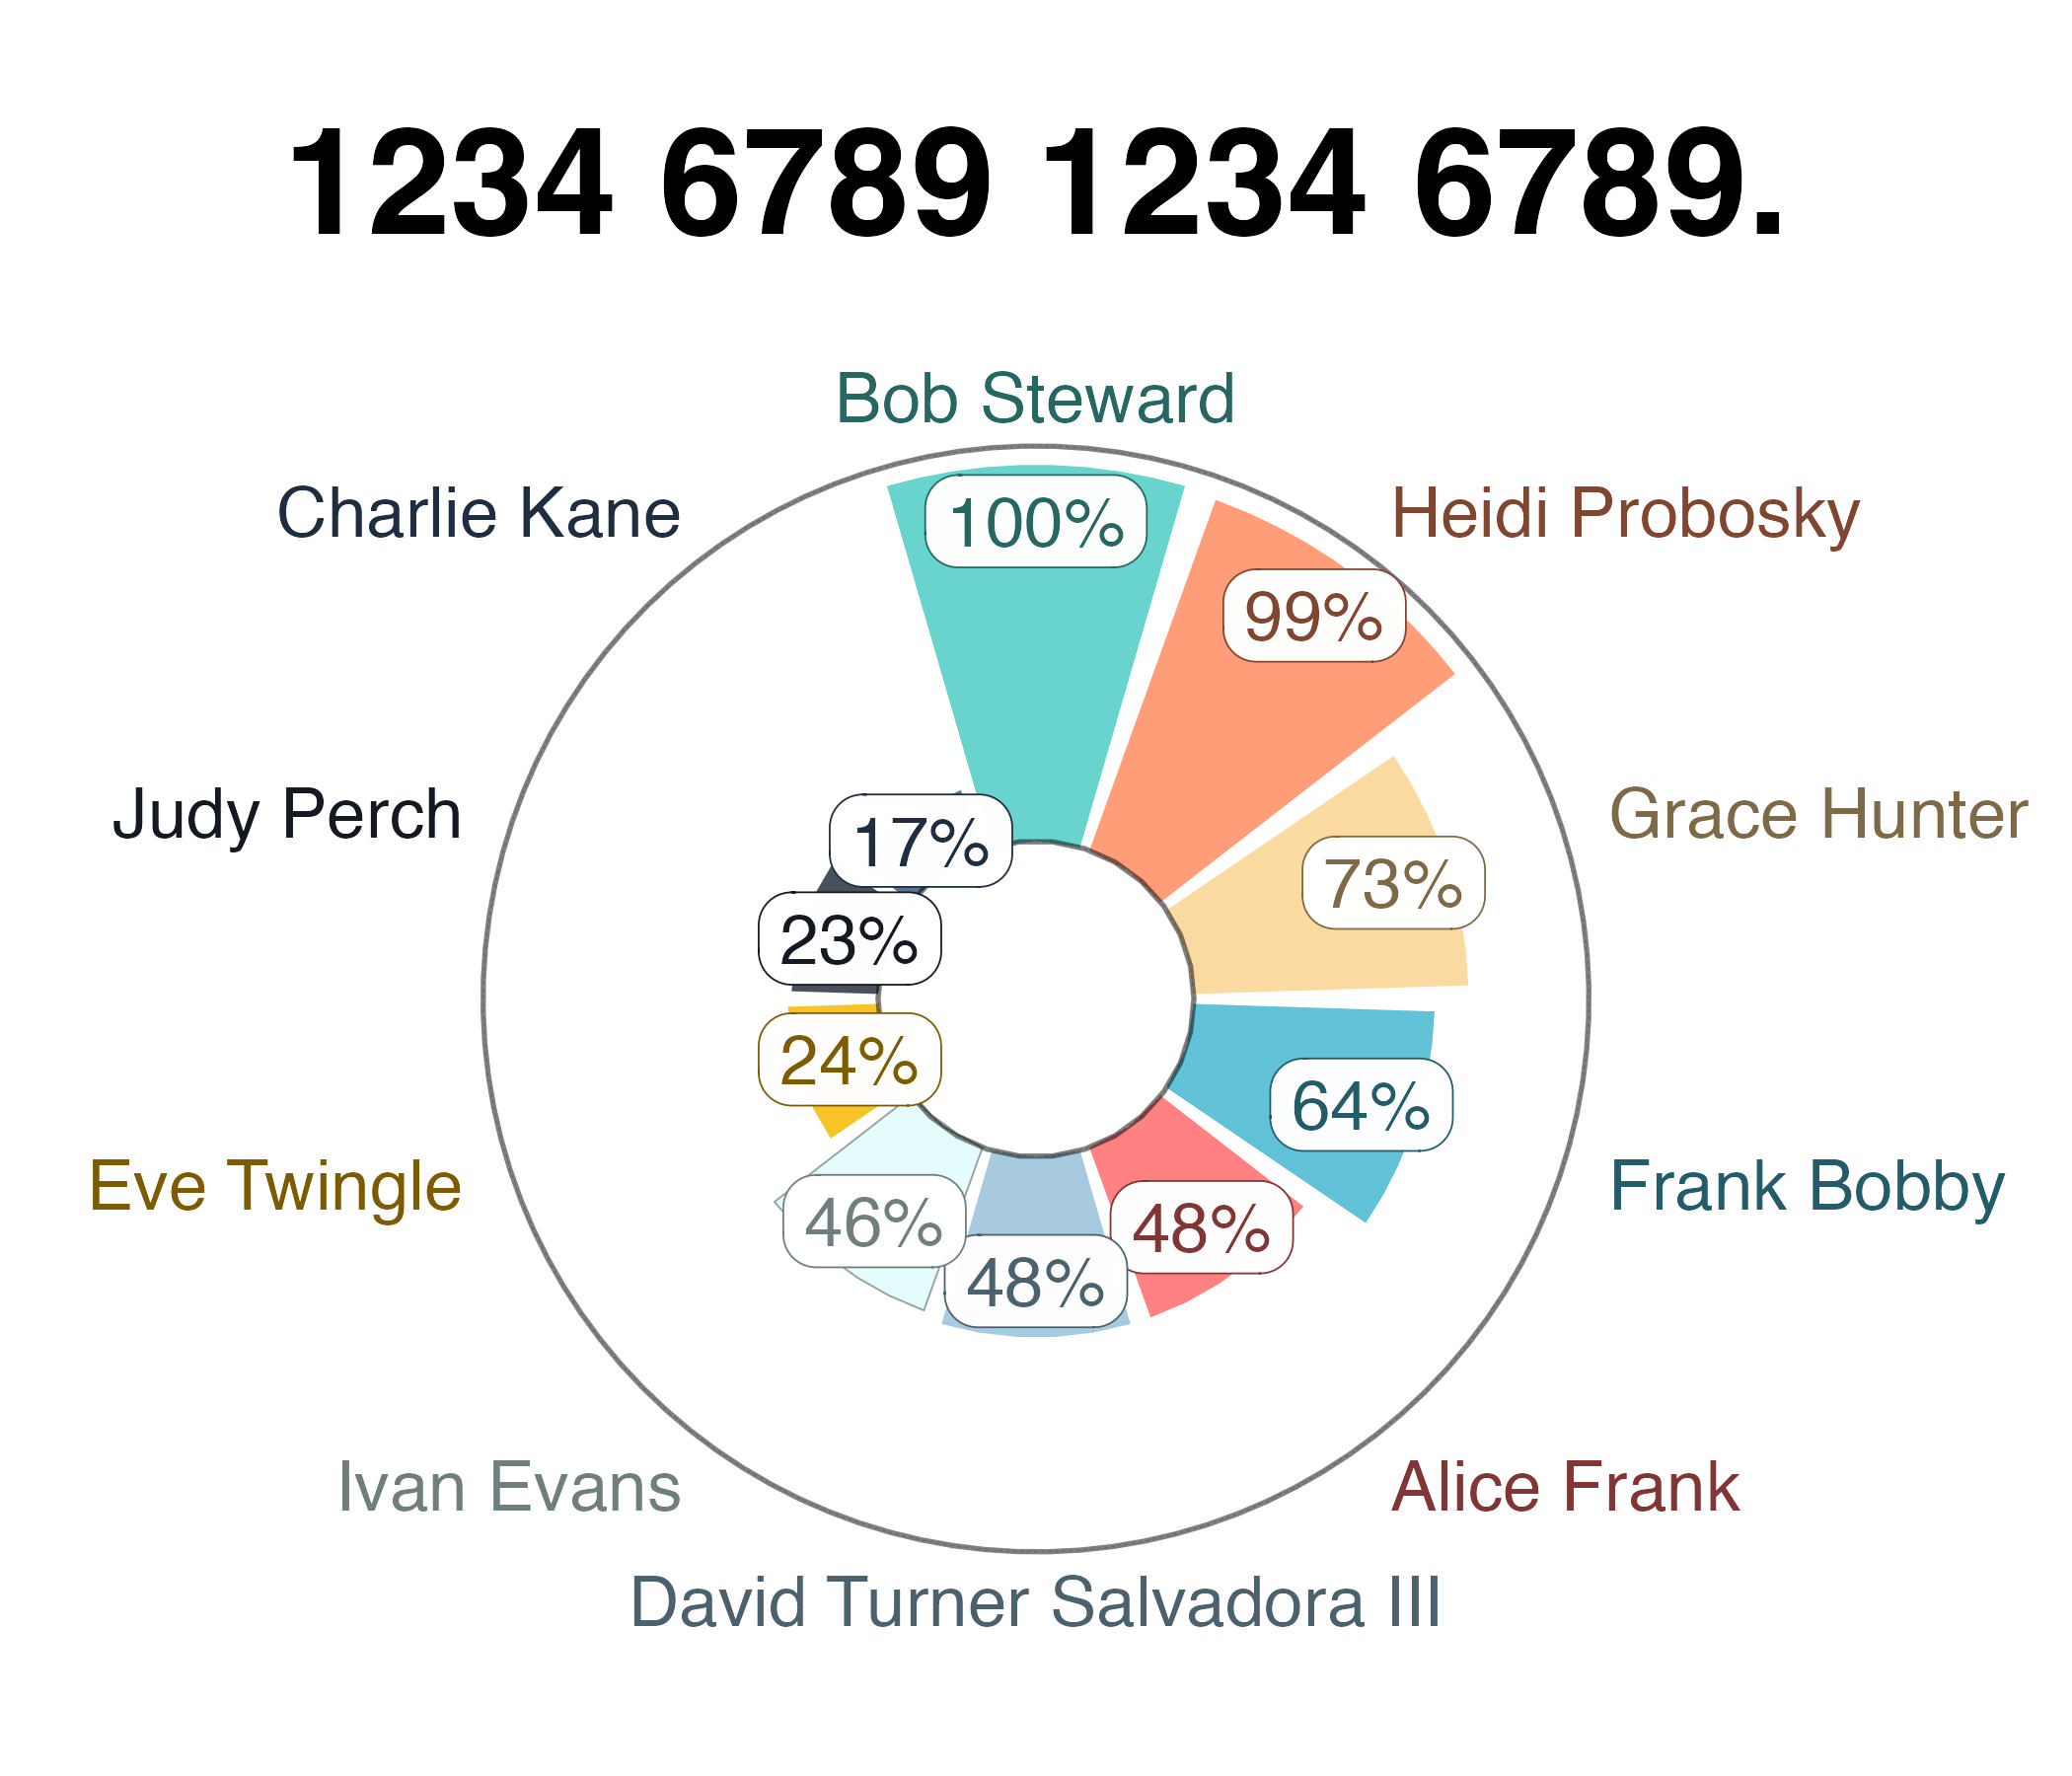 1234 6789 1234 6789.
Bob Steward
Charlie Kane
Heidi Probosky
100%
99%
Judy Perch
Grace Hunter
17%
73%
23%
24%
64%
Eve Twingle
Frank Bobby
46%
48%
48%
Ivan Evans
Alice Frank
David Turner Salvadora III